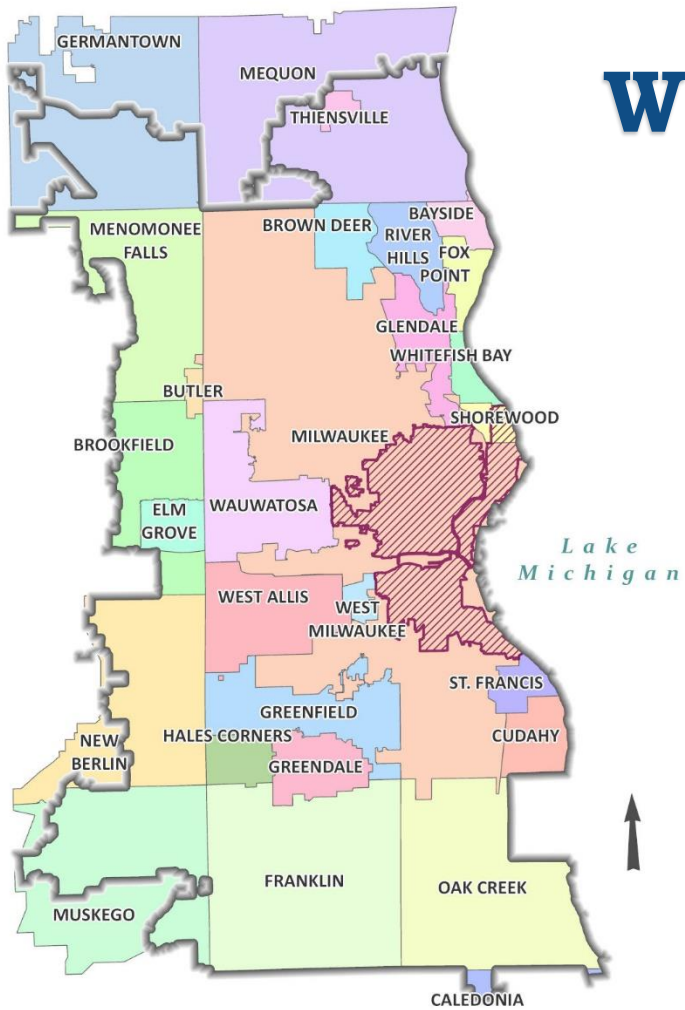 GERMANTOWN
MEQUON
W
THIENSVILLE
MENOMONEE
FALLS
BROWN DEER
BAYSIDE
RIVER
HILLS
FOX
POINT
GLENDALE
WHITEFISH BAY
BUTLER
SHOREWOOD
BROOKFIELD
MILWAUKEE
ELM
GROVE
WAUWATOSA
Lake
Michigan
WEST ALLIS
WEST
MILWAUKEE
ST. FRANCIS
GREENFIELD
HALES CORNERS
CUDAHY
NEW
BERLIN
GREENDALE
FRANKLIN
OAK CREEK
MUSKEGO
CALEDONIA